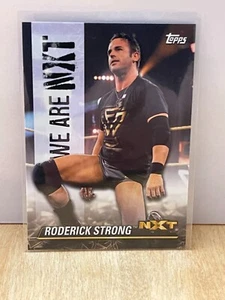 Topps
WE ARE NXT
RODERICK STRONG
NXT